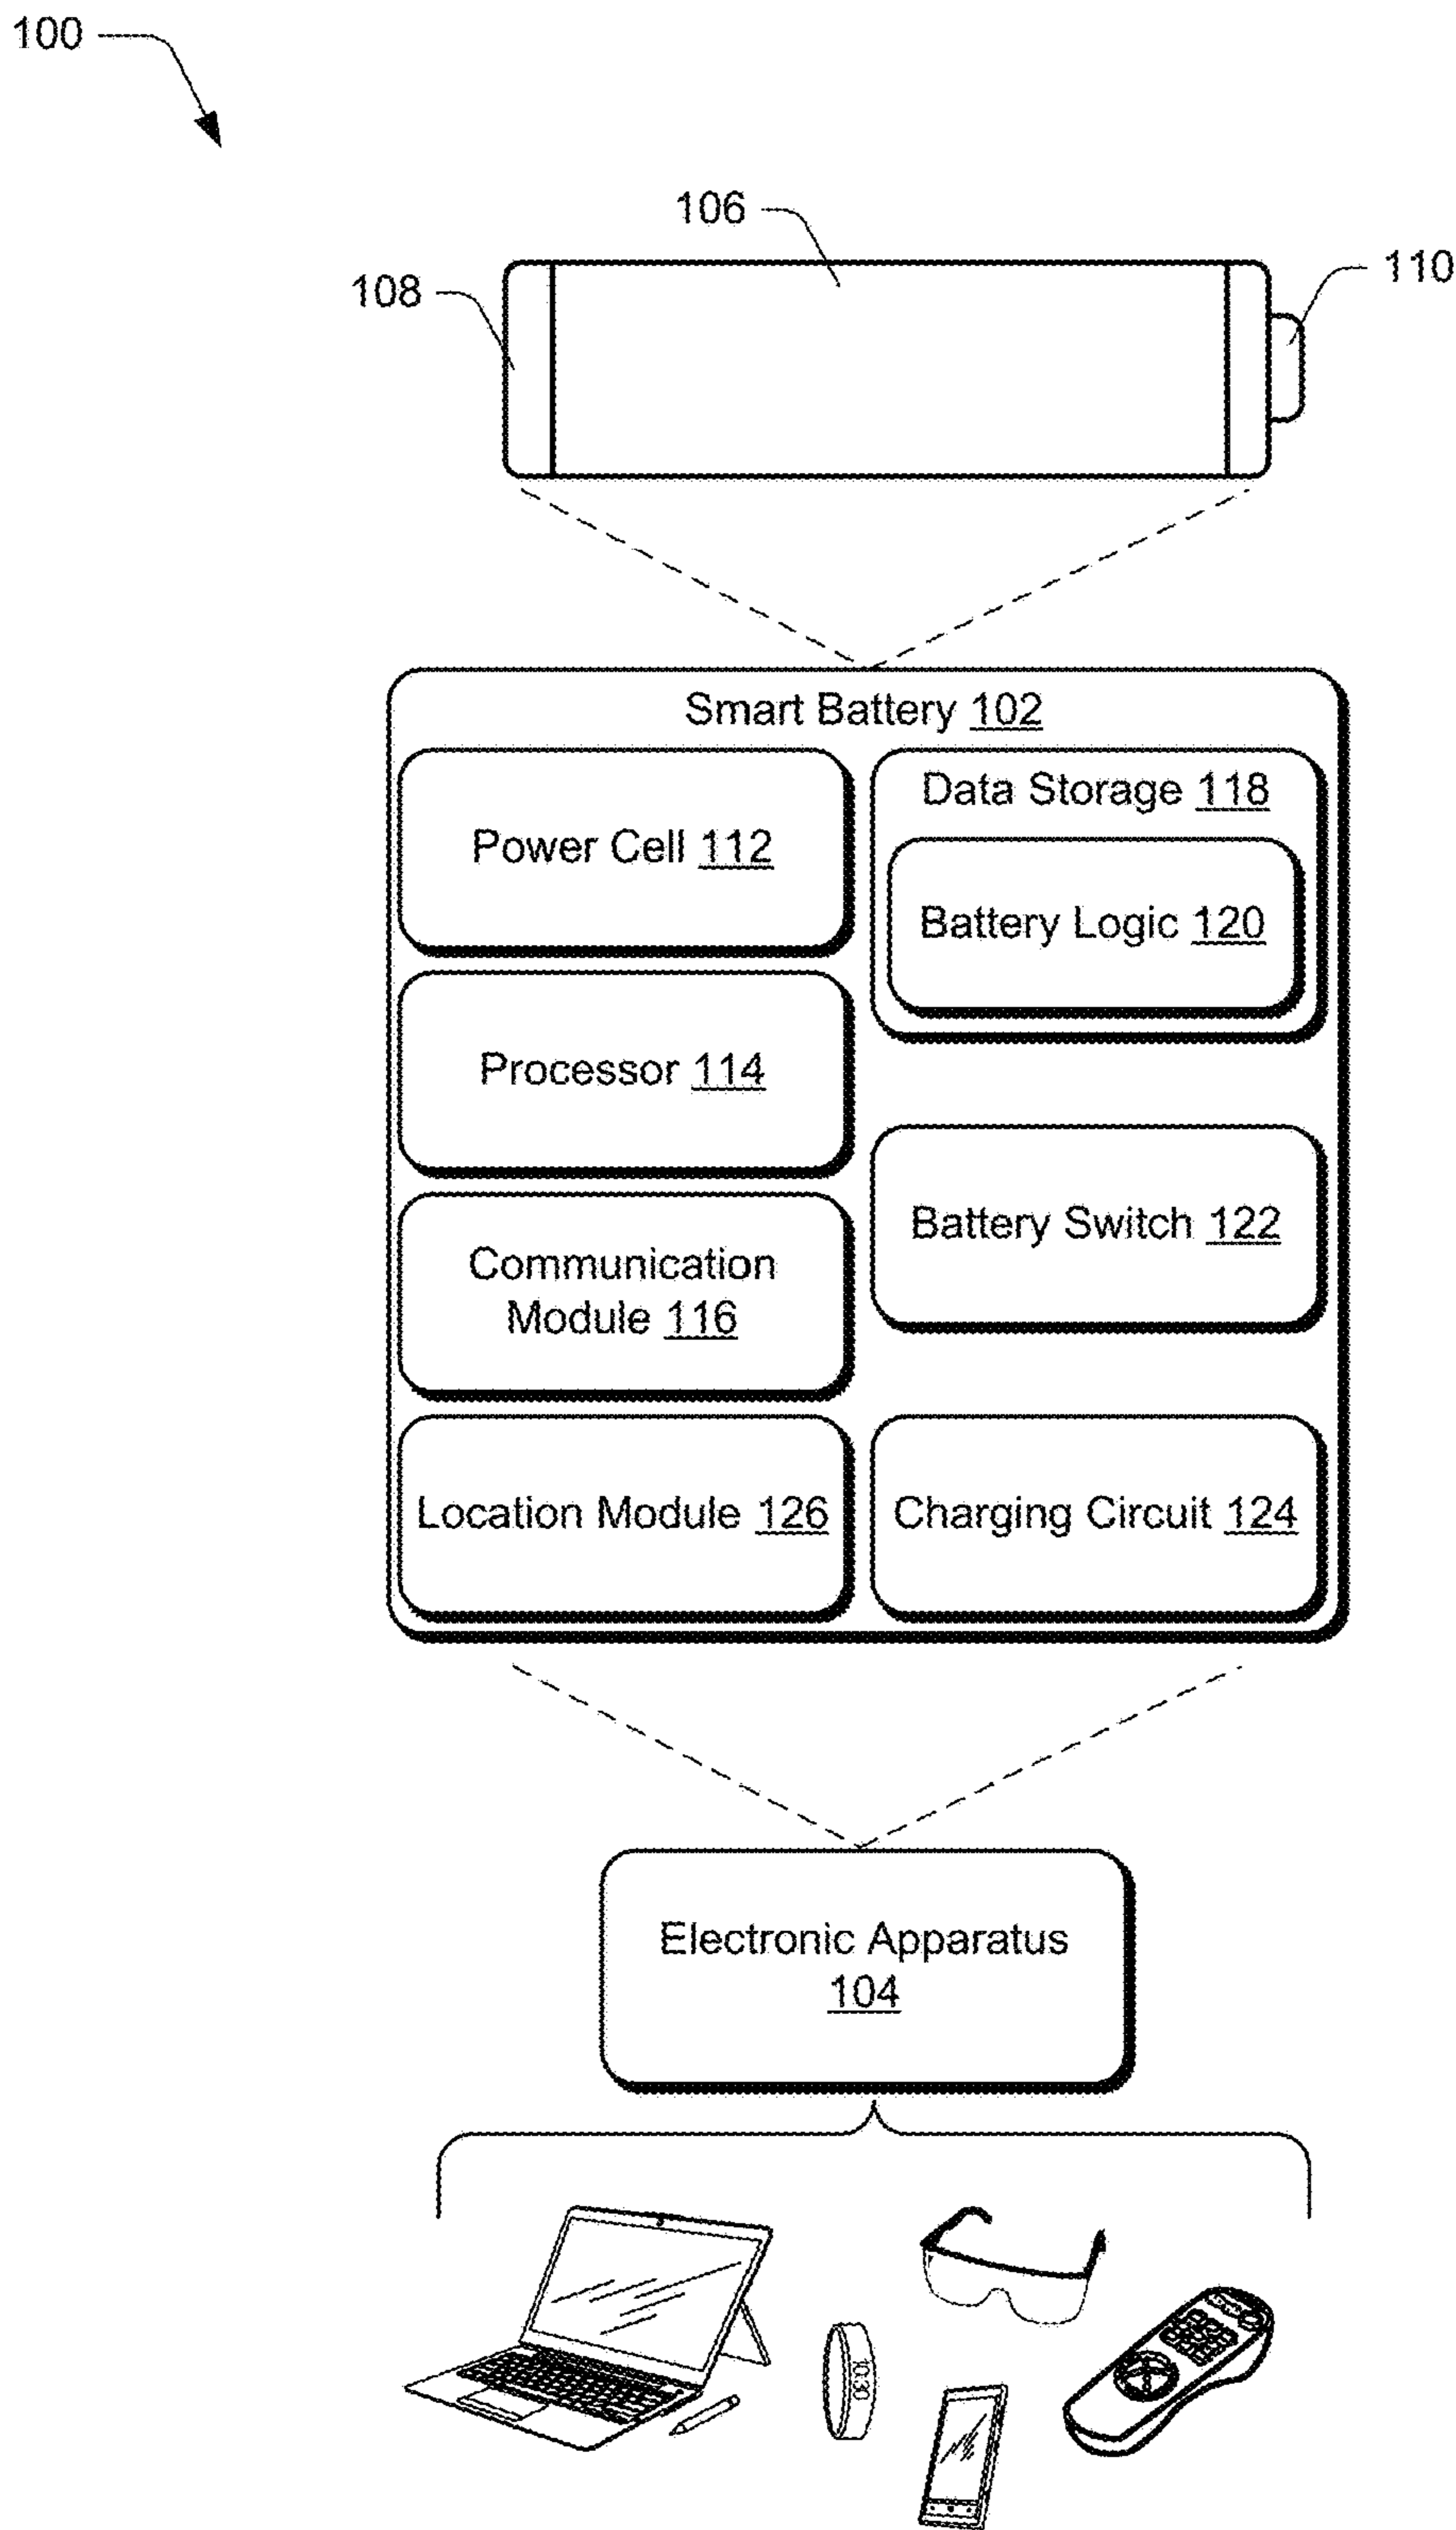 100
106
108
110
Smart Battery 102
Power Cell 112
Data Storage 118
Battery Logic 120
Processor 114
Battery Switch 122
Communication
Module 116
Location Module 126
Charging Circuit 124
Electronic Apparatus
104
10:30